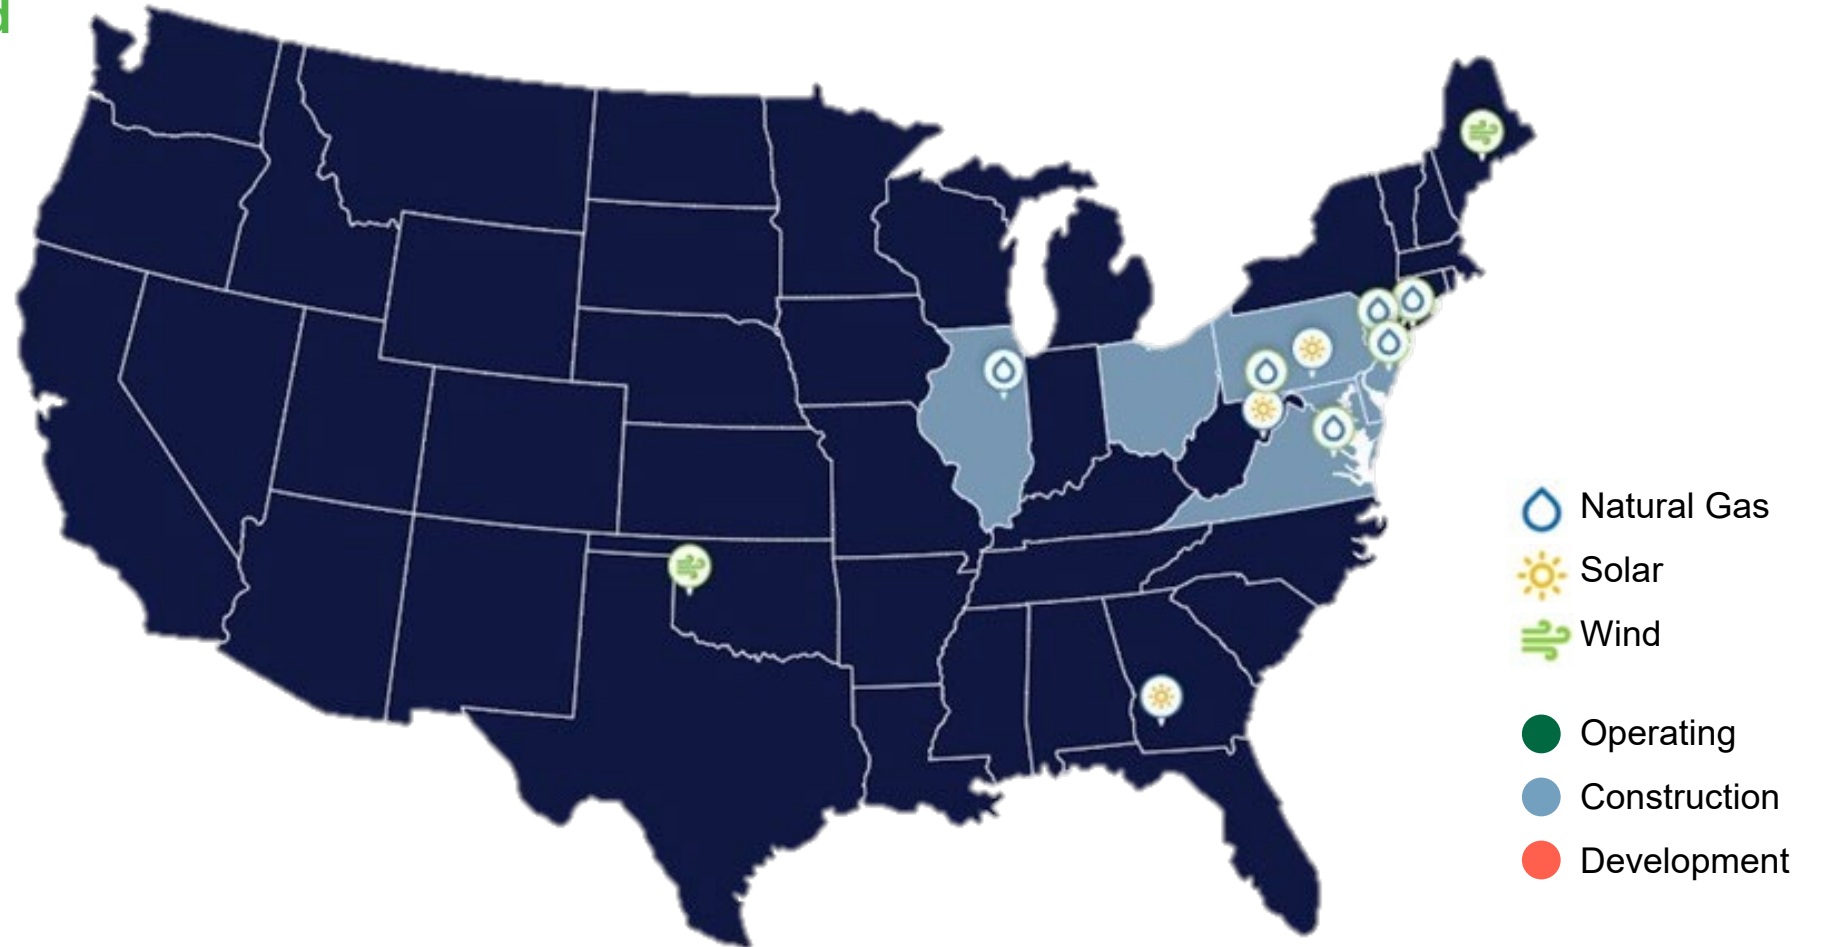 Natural Gas
Solar
Wind
Operating
Construction
Development